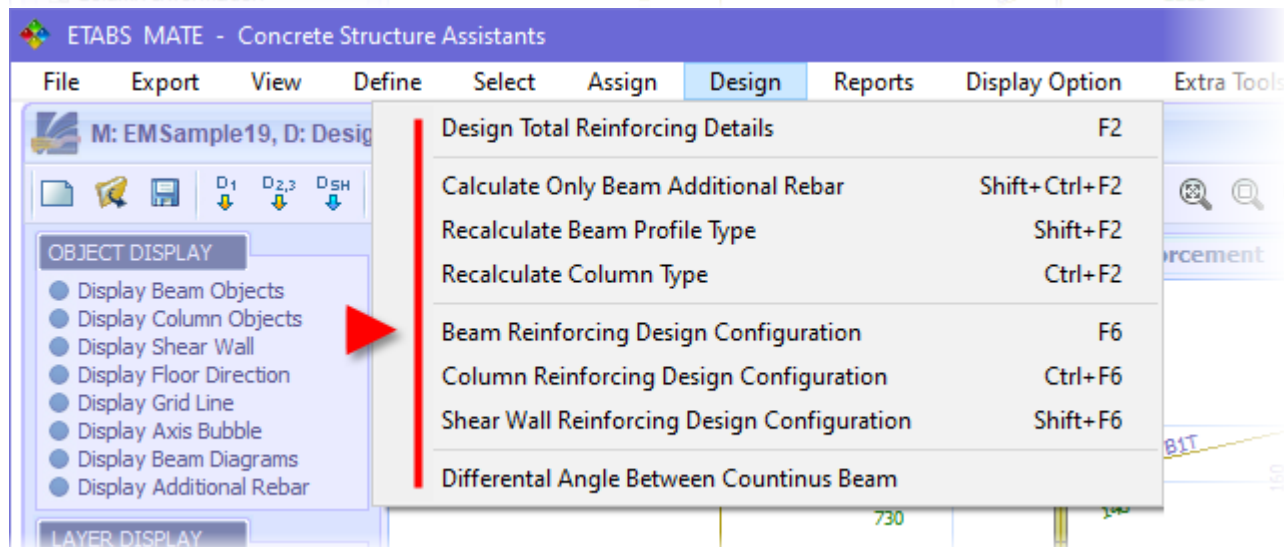 ETABS MATE - Concrete Structure Assistants
File Export View Define Select Assign Design Reports Display Option Extra Tools
M: EMSample19, D: Desig
D1 D2,3 DSH
OBJECT DISPLAY
Display Beam Objects
Display Column Objects
Display Shear Wall
Display Floor Direction
Display Grid Line
Display Axis Bubble
Display Beam Diagrams
Display Additional Rebar
LAYER DISPLAY
Design Total Reinforcing Details F2
Calculate Only Beam Additional Rebar Shift+Ctrl+F2
Recalculate Beam Profile Type Shift+F2
Recalculate Column Type Ctrl+F2
Beam Reinforcing Design Configuration F6
Column Reinforcing Design Configuration Ctrl+F6
Shear Wall Reinforcing Design Configuration Shift+F6
Differental Angle Between Countinus Beam
orcement
B1T
160
730